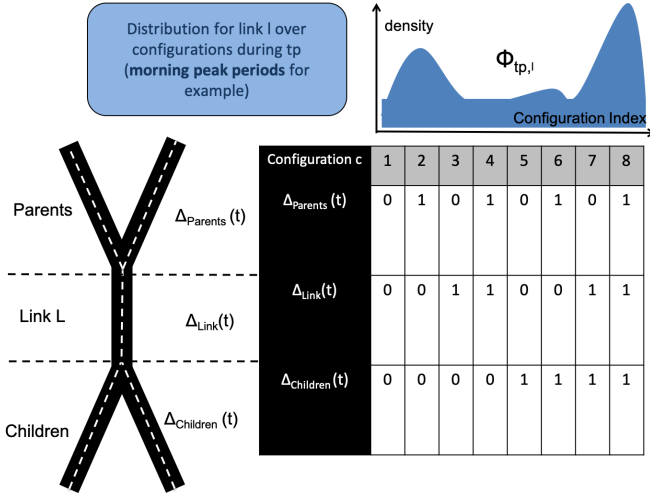 Distribution for link l over
configurations during tp
(morning peak periods for
example)
density
Φtp,l
Configuration Index
Parents
ΔParents (t)
Link L
ΔLink(t)
Children
ΔChildren (t)
Configuration c 1 2 3 4 5 6 7 8
ΔParents (t) 0 1 0 1 0 1 0 1
ΔLink(t) 0 0 1 1 0 0 1 1
ΔChildren (t) 0 0 0 0 1 1 1 1